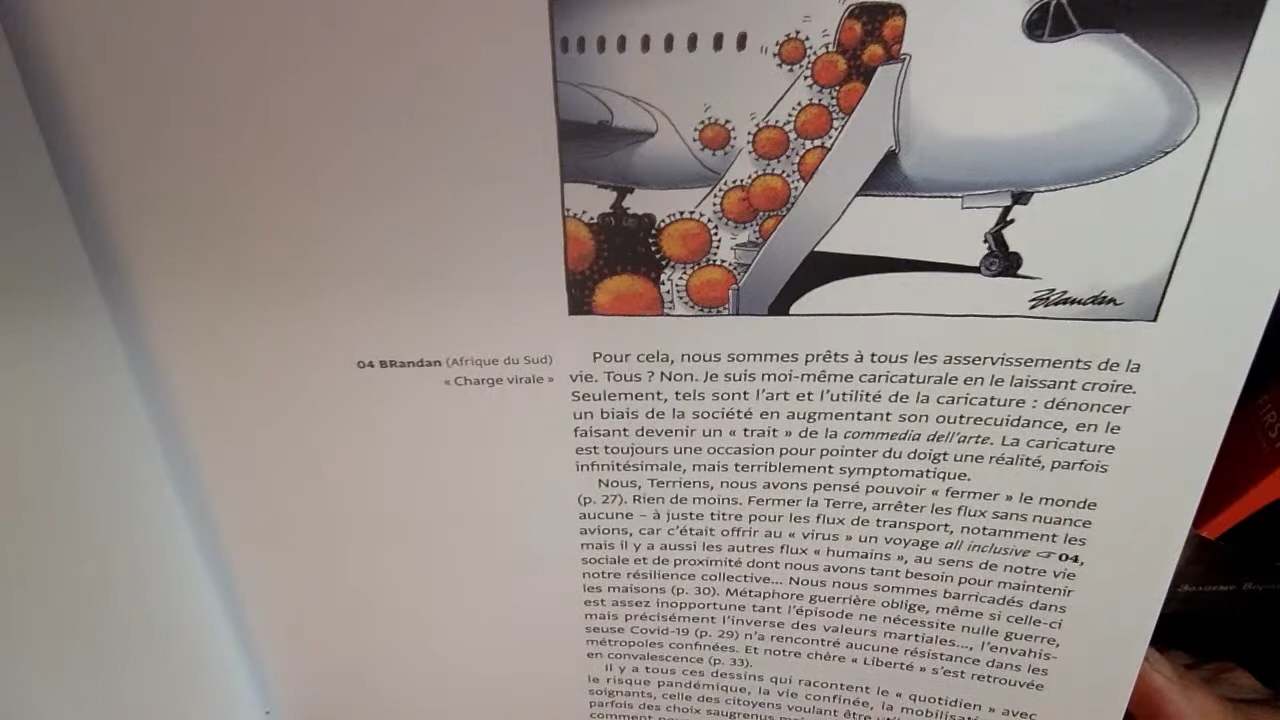 BRandan
04 BRandan (Afrique du Sud)
« Charge virale »
Pour cela, nous sommes prêts à tous les asservissements de la
vie. Tous ? Non. Je suis moi-même caricaturale en le laissant croire.
Seulement, tels sont l'art et l'utilité de la caricature : dénoncer
un biais de la société en augmentant son outrecuidance, en le
faisant devenir un « trait » de la commedia dell'arte. La caricature
est toujours une occasion pour pointer du doigt une réalité, parfois
infinitésimale, mais terriblement symptomatique.
Nous, Terriens, nous avons pensé pouvoir « fermer » le monde
(p. 27). Rien de moins. Fermer la Terre, arrêter les flux sans nuance
aucune – à juste titre pour les flux de transport, notamment les
avions, car c'était offrir au « virus » un voyage all inclusive ☞ 04,
mais il y a aussi les autres flux « humains », au sens de notre vie
sociale et de proximité dont nous avons tant besoin pour maintenir
notre résilience collective... Nous nous sommes barricadés dans
les maisons (p. 30). Métaphore guerrière oblige, même si celle-ci
est assez inopportune tant l'épisode ne nécessite nulle guerre,
mais précisément l'inverse des valeurs martiales..., l'envahis-
seuse Covid-19 (p. 29) n'a rencontré aucune résistance dans les
métropoles confinées. Et notre chère « Liberté » s'est retrouvée
en convalescence (p. 33).
Il y a tous ces dessins qui racontent le « quotidien » avec
le risque pandémique, la vie confinée, la
soignants, celle des citoyens voulant être
parfois des choix saugrenus
comment